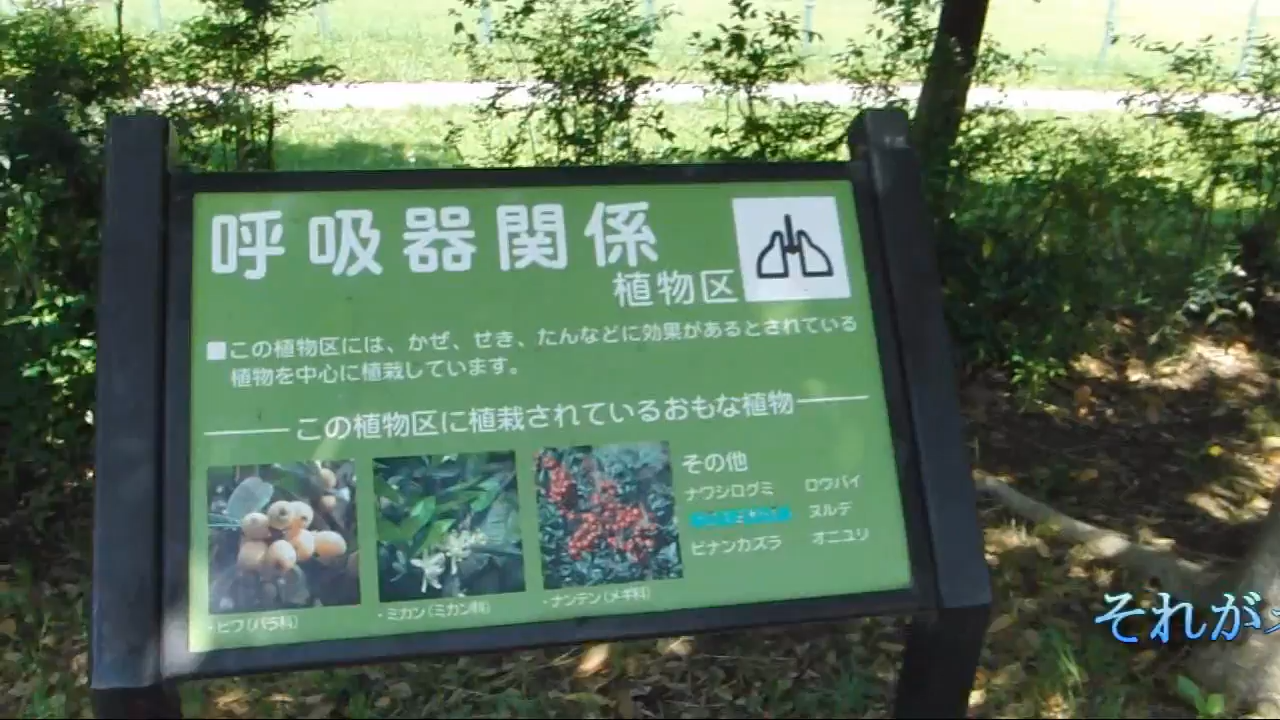 呼吸器関係
植物区
■この植物区には、かぜ、せき、たんなどに効果があるとされている
植物を中心に植栽しています。
この植物区に植栽されているおもな植物
・ビワ(バラ科)
・ミカン(ミカン科)
・ナンテン(メギ科)
その他
ナワシログミ ロウバイ
ヌルデ
ビナンカズラ オニユリ
それが